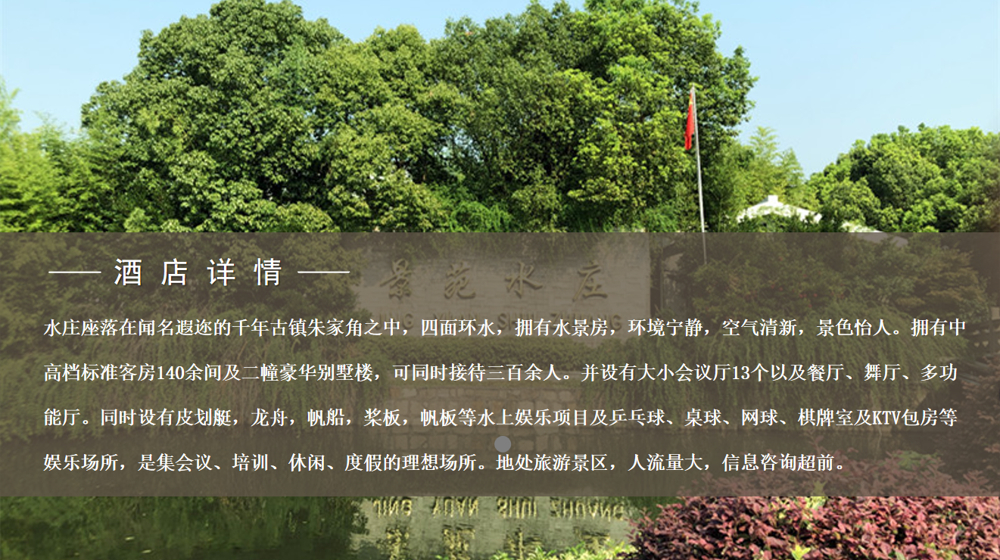 酒店详情
景苑水庄
JING YUAN SHUI ZHUANG
水庄座落在闻名遐迩的千年古镇朱家角之中，四面环水，拥有水景房，环境宁静，空气清新，景色怡人。拥有中
高档标准客房140余间及二幢豪华别墅楼，可同时接待三百余人。并设有大小会议厅13个以及餐厅、舞厅、多功
能厅。同时设有皮划艇，龙舟，帆船，桨板，帆板等水上娱乐项目及乒乓球、桌球、网球、棋牌室及KTV包房等
娱乐场所，是集会议、培训、休闲、度假的理想场所。地处旅游景区，人流量大，信息咨询超前。